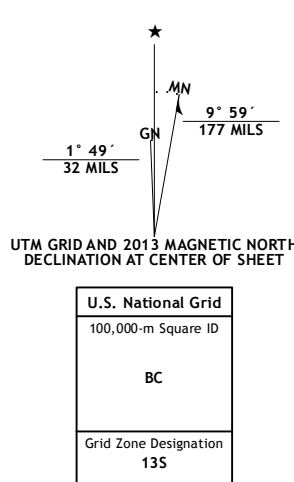 ★
MN
9° 59´
177 MILS
GN
1° 49´
32 MILS
UTM GRID AND 2013 MAGNETIC NORTH
DECLINATION AT CENTER OF SHEET
U.S. National Grid
100,000-m Square ID
BC
Grid Zone Designation
13S